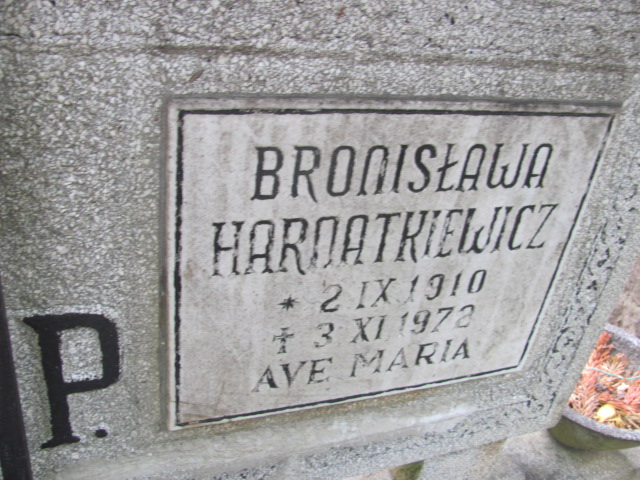 BRONISŁAWA
HARNATKIEWICZ
* 2 IX 1910
† 3 XI 1972
AVE MARIA
P.